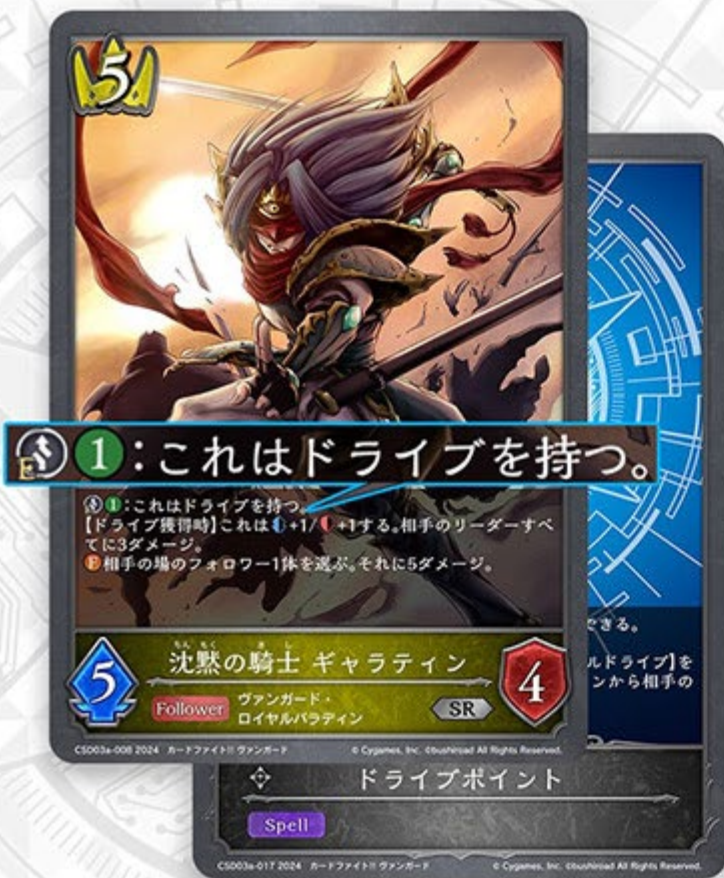 5
E 1:これはドライブを持つ。
E 1:これはドライブを持つ。
【ドライブ獲得時】これは+1/+1する。相手のリーダーすべ
てに3ダメージ。
F 相手の場のフォロワー1体を選ぶ。それに5ダメージ。
ちん もく き し
沈黙の騎士 ギャラティン
5
4
Follower
ヴァンガード・
ロイヤルパラディン
SR
CSD03a-008 2024 カードファイト!! ヴァンガード
© Cygames, Inc. ©bushiroad All Rights Reserved.
できる。
ルドライブ】を
ンから相手の
ドライブポイント
Spell
CSD03a-017 2024 カードファイト!! ヴァンガード
© Cygames, Inc. ©bushiroad All Rights Reserved.